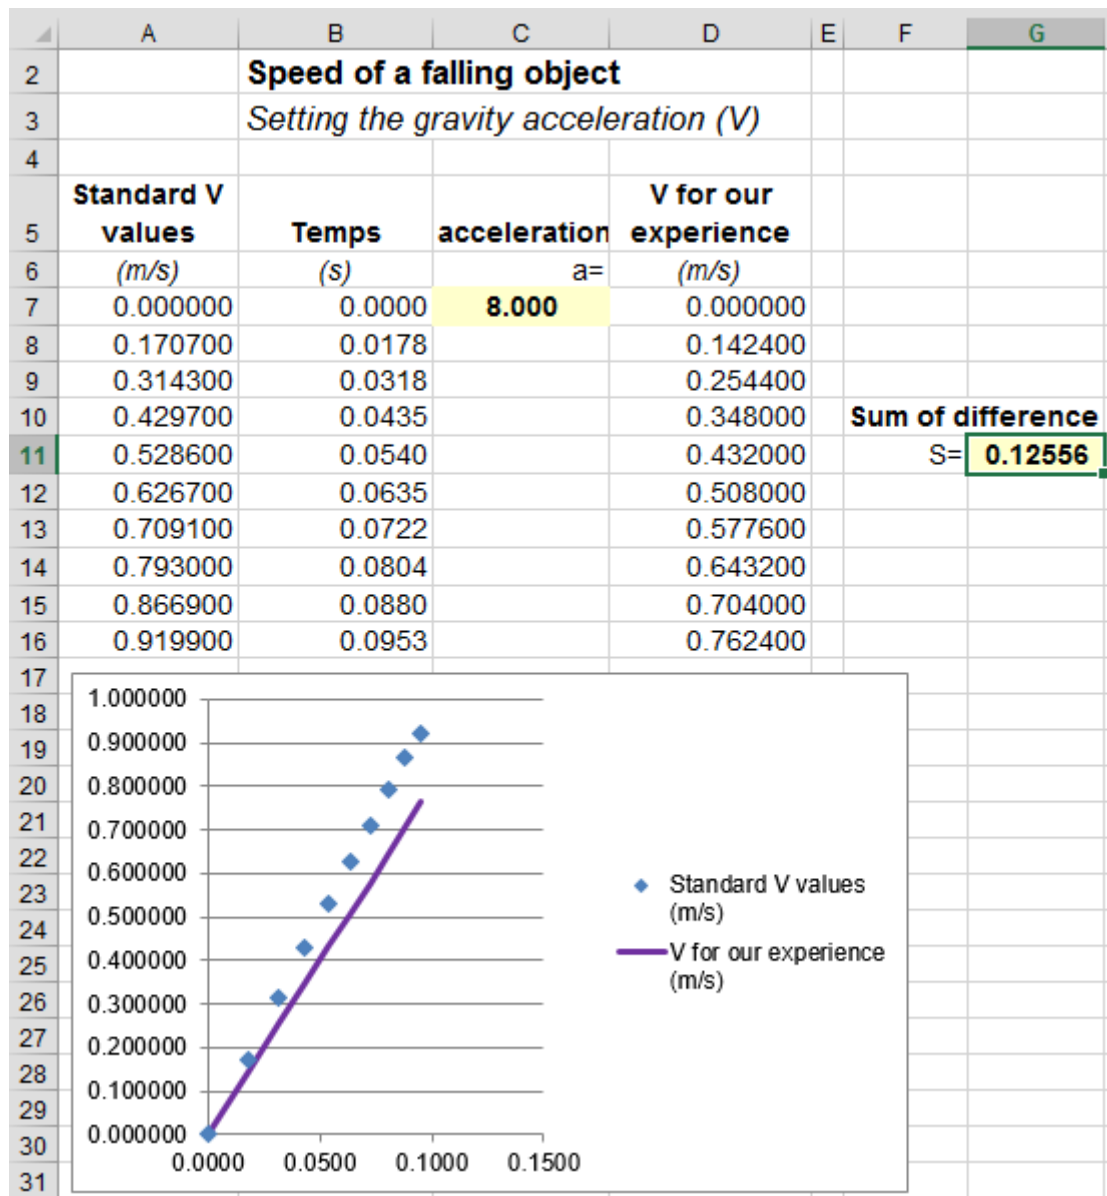 A B C D E F G
2 Speed of a falling object
3 Setting the gravity acceleration (V)
4
Standard V V for our
5 values Temps acceleration experience
6 (m/s) (s) a= (m/s)
7 0.000000 0.0000 8.000 0.000000
8 0.170700 0.0178 0.142400
9 0.314300 0.0318 0.254400
10 0.429700 0.0435 0.348000 Sum of difference
11 0.528600 0.0540 0.432000 S= 0.12556
12 0.626700 0.0635 0.508000
13 0.709100 0.0722 0.577600
14 0.793000 0.0804 0.643200
15 0.866900 0.0880 0.704000
16 0.919900 0.0953 0.762400
17
18 1.000000
19 0.900000
20 0.800000
21 0.700000
22 0.600000
23 0.500000
24 0.400000
25 0.300000
26 0.200000
27 0.100000
28 0.000000
29
30
31
0.0000 0.0500 0.1000 0.1500
Standard V values
(m/s)
V for our experience
(m/s)